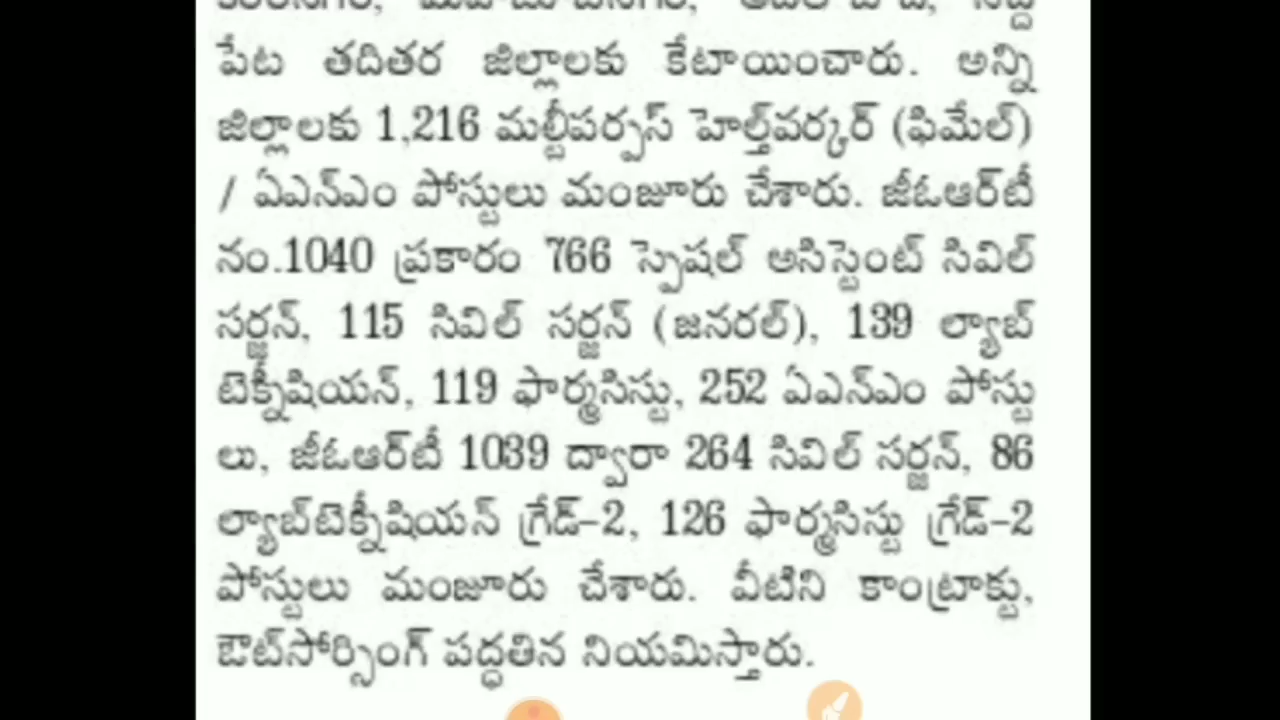 పేట తదితర జిల్లాలకు కేటాయించారు. అన్ని
జిల్లాలకు 1,216 మల్టీపర్పస్ హెల్త్‌వర్కర్ (ఫిమేల్)
/ ఏఎన్ఎం పోస్టులు మంజూరు చేశారు. జీఓఆర్‌టీ
నం.1040 ప్రకారం 766 స్పెషల్ అసిస్టెంట్ సివిల్
సర్జన్, 115 సివిల్ సర్జన్ (జనరల్), 139 ల్యాబ్
టెక్నీషియన్, 119 ఫార్మసిస్టు, 252 ఏఎన్ఎం పోస్టు
లు, జీఓఆర్‌టీ 1039 ద్వారా 264 సివిల్ సర్జన్, 86
ల్యాబ్‌టెక్నీషియన్ గ్రేడ్-2, 126 ఫార్మసిస్టు గ్రేడ్-2
పోస్టులు మంజూరు చేశారు. వీటిని కాంట్రాక్టు,
ఔట్‌సోర్సింగ్ పద్ధతిన నియమిస్తారు.